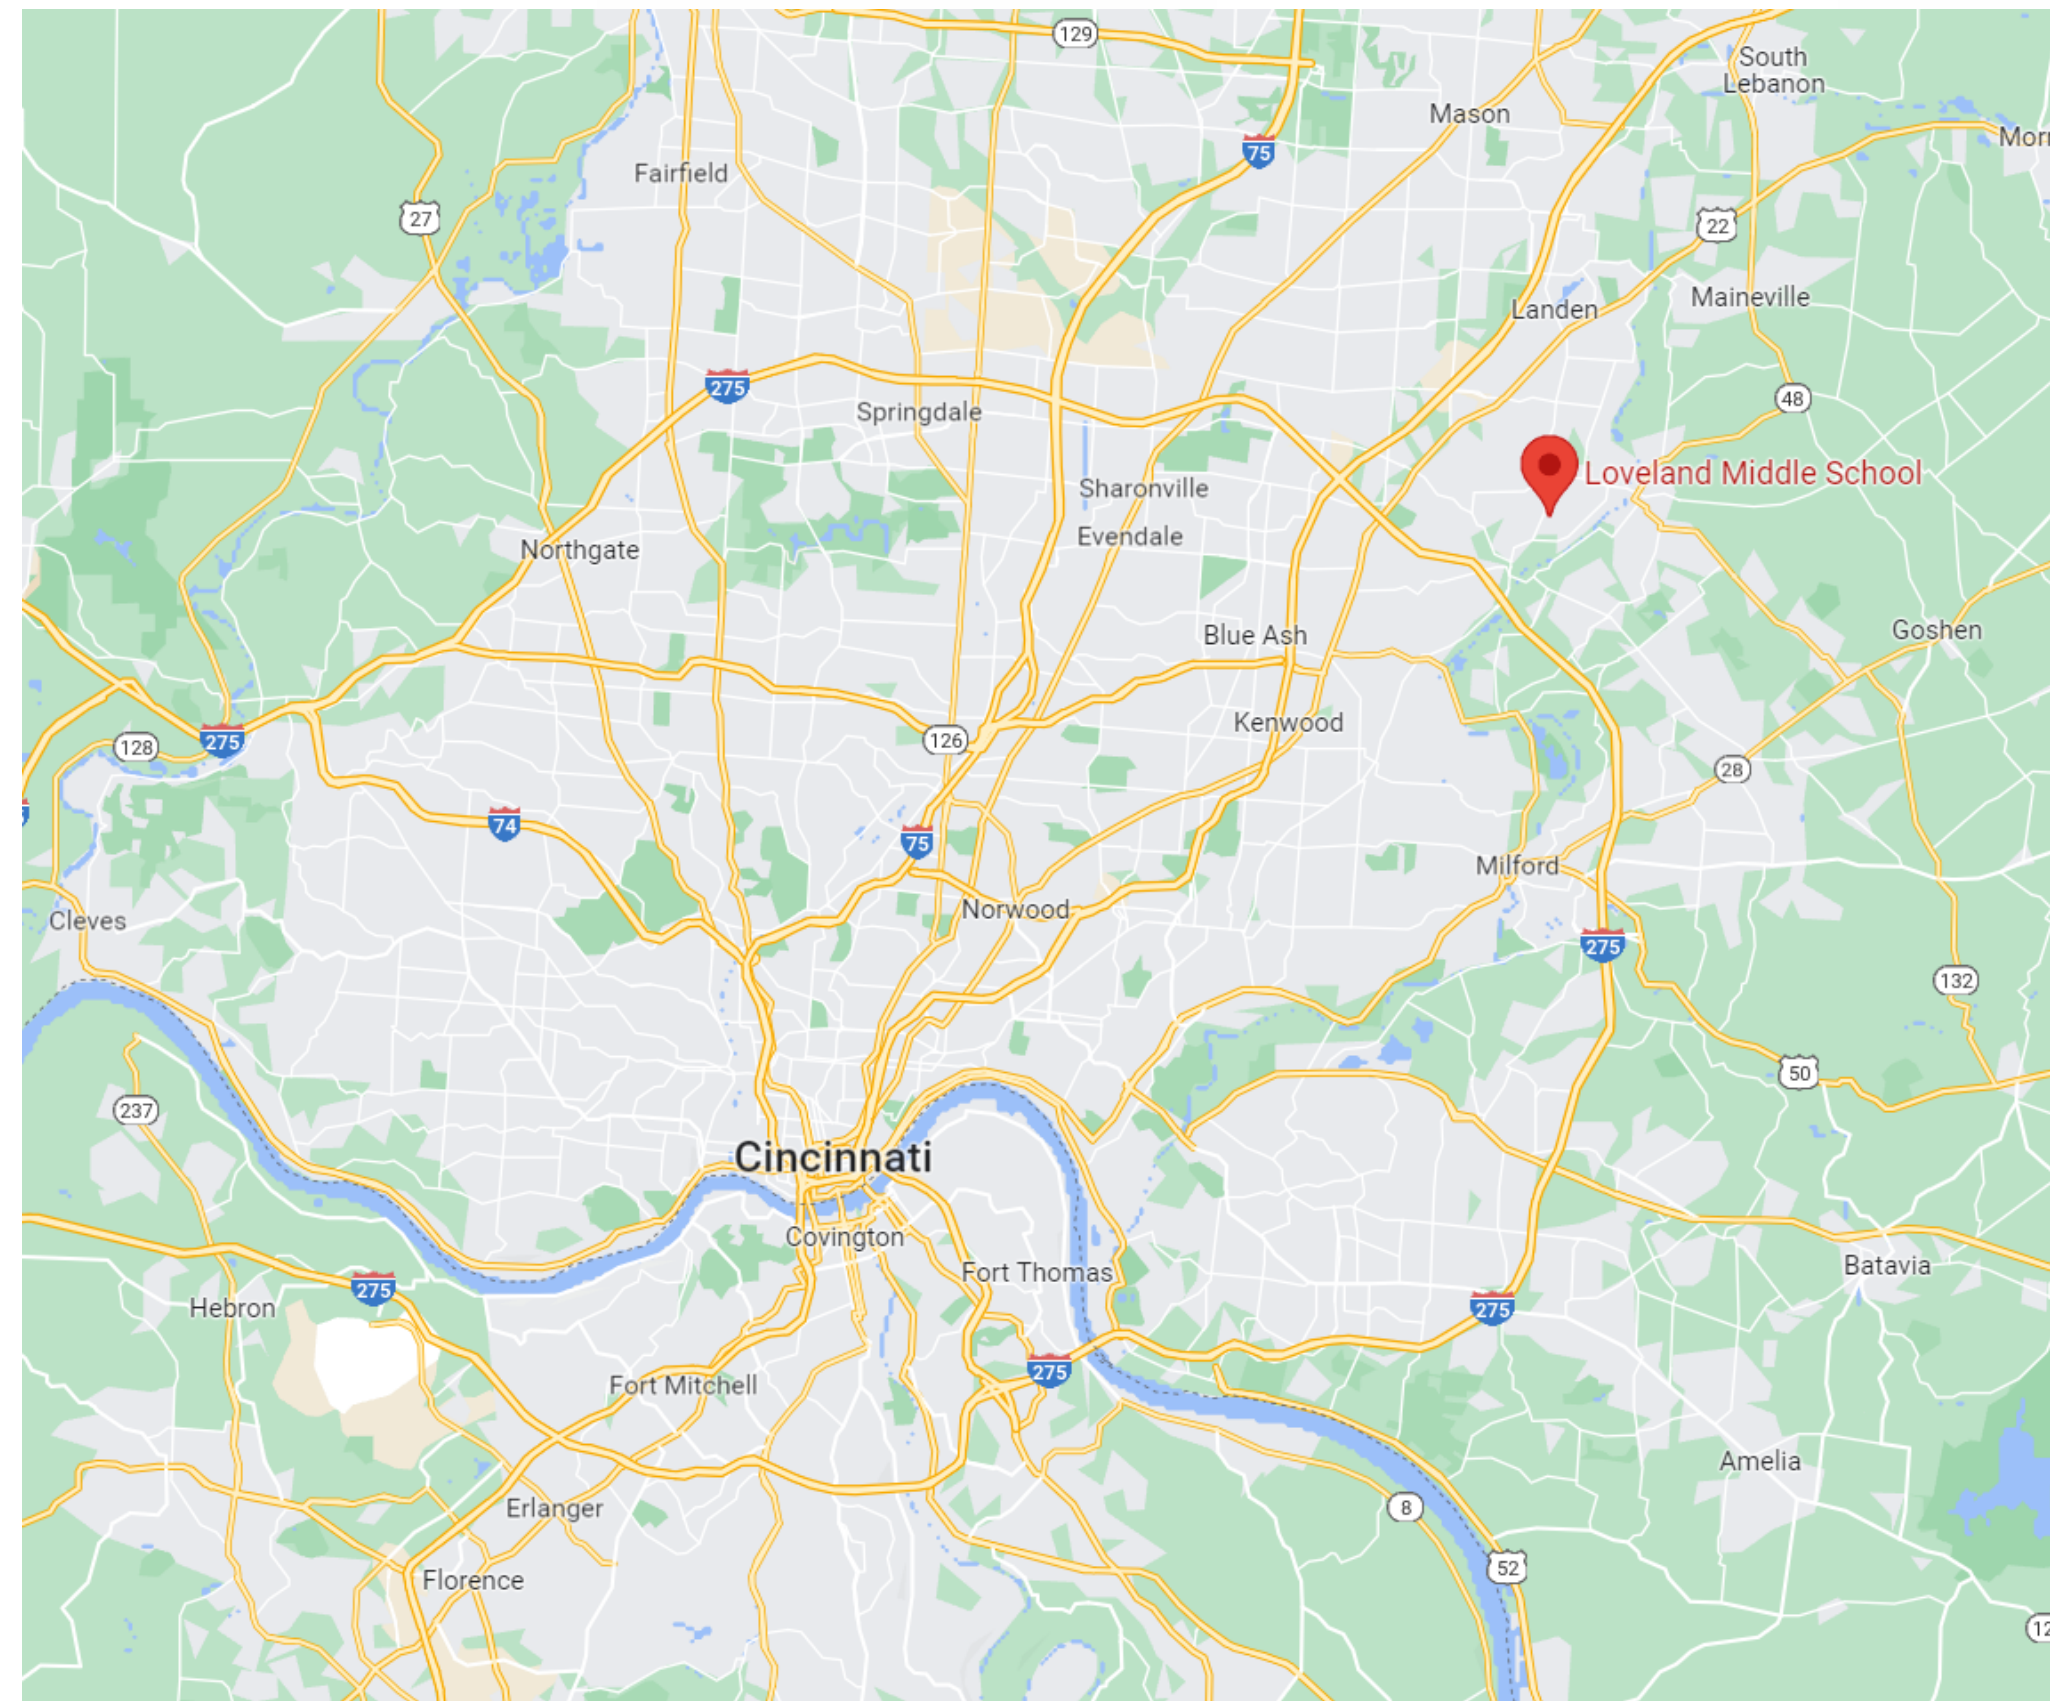 129
South
Lebanon
Mason
75
Mor
Fairfield
27
22
Maineville
Landen
275
48
Springdale
Loveland Middle School
Sharonville
Evendale
Northgate
Blue Ash
Goshen
Kenwood
275
126
128
28
74
75
Milford
Norwood
Cleves
275
132
50
237
Cincinnati
Covington
Batavia
Fort Thomas
275
Hebron
275
275
Fort Mitchell
Amelia
8
Erlanger
52
Florence
12